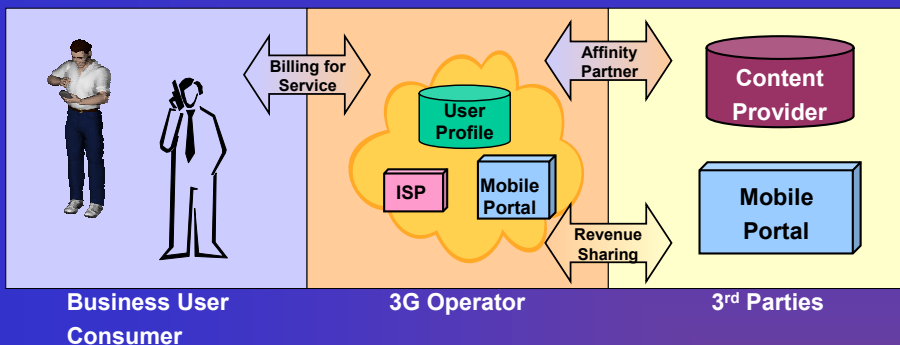 Billing for
Service
Affinity
Partner
Content
Provider
User
Profile
ISP
Mobile
Portal
Mobile
Portal
Revenue
Sharing
Business User
Consumer
3G Operator
3rd Parties